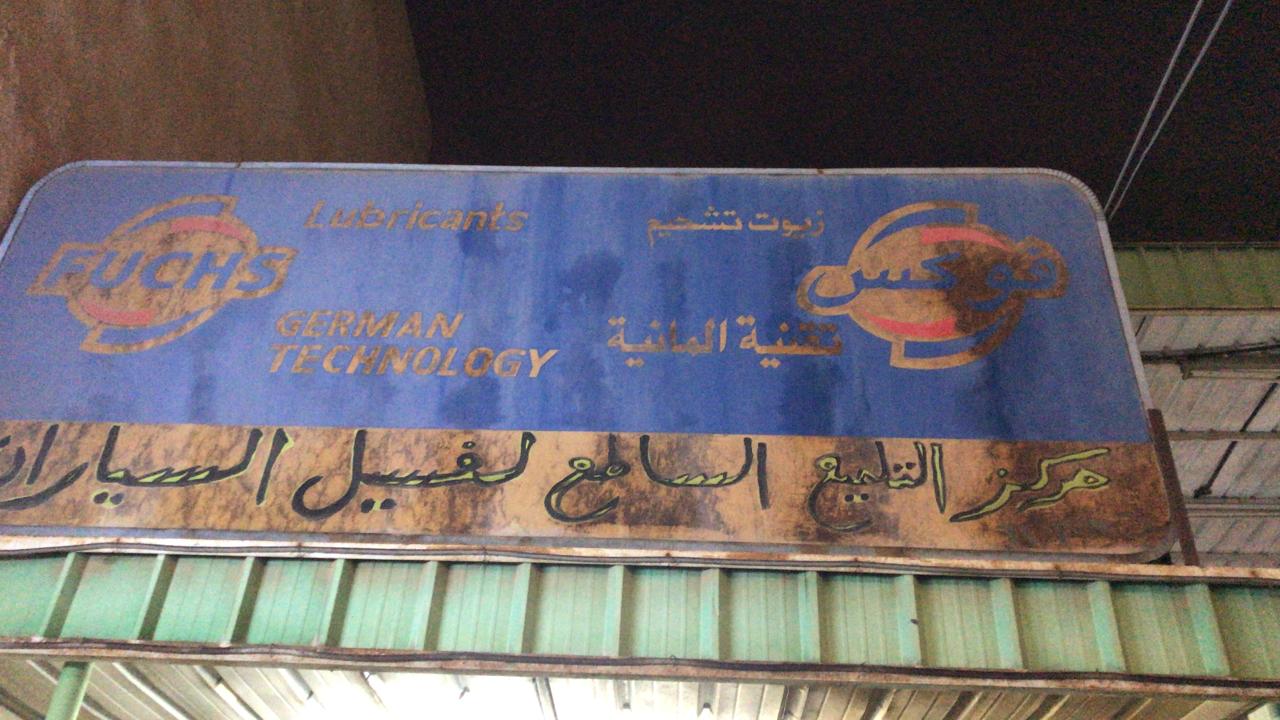 FUCHS
Lubricants
GERMAN
TECHNOLOGY
فوكس
زيوت تشحيم
تقنية المانية
مركز التلميع الساطع لغسيل السيارات